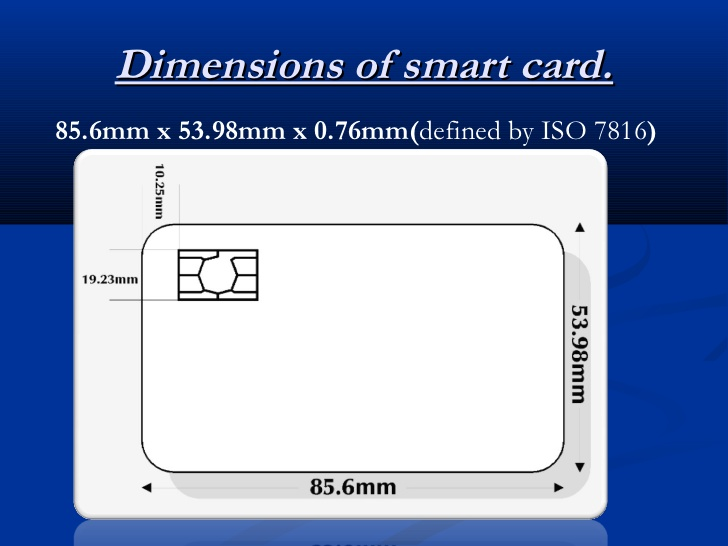 Dimensions of smart card.
85.6mm x 53.98mm x 0.76mm(defined by ISO 7816)
10.25mm
19.23mm
53.98mm
85.6mm